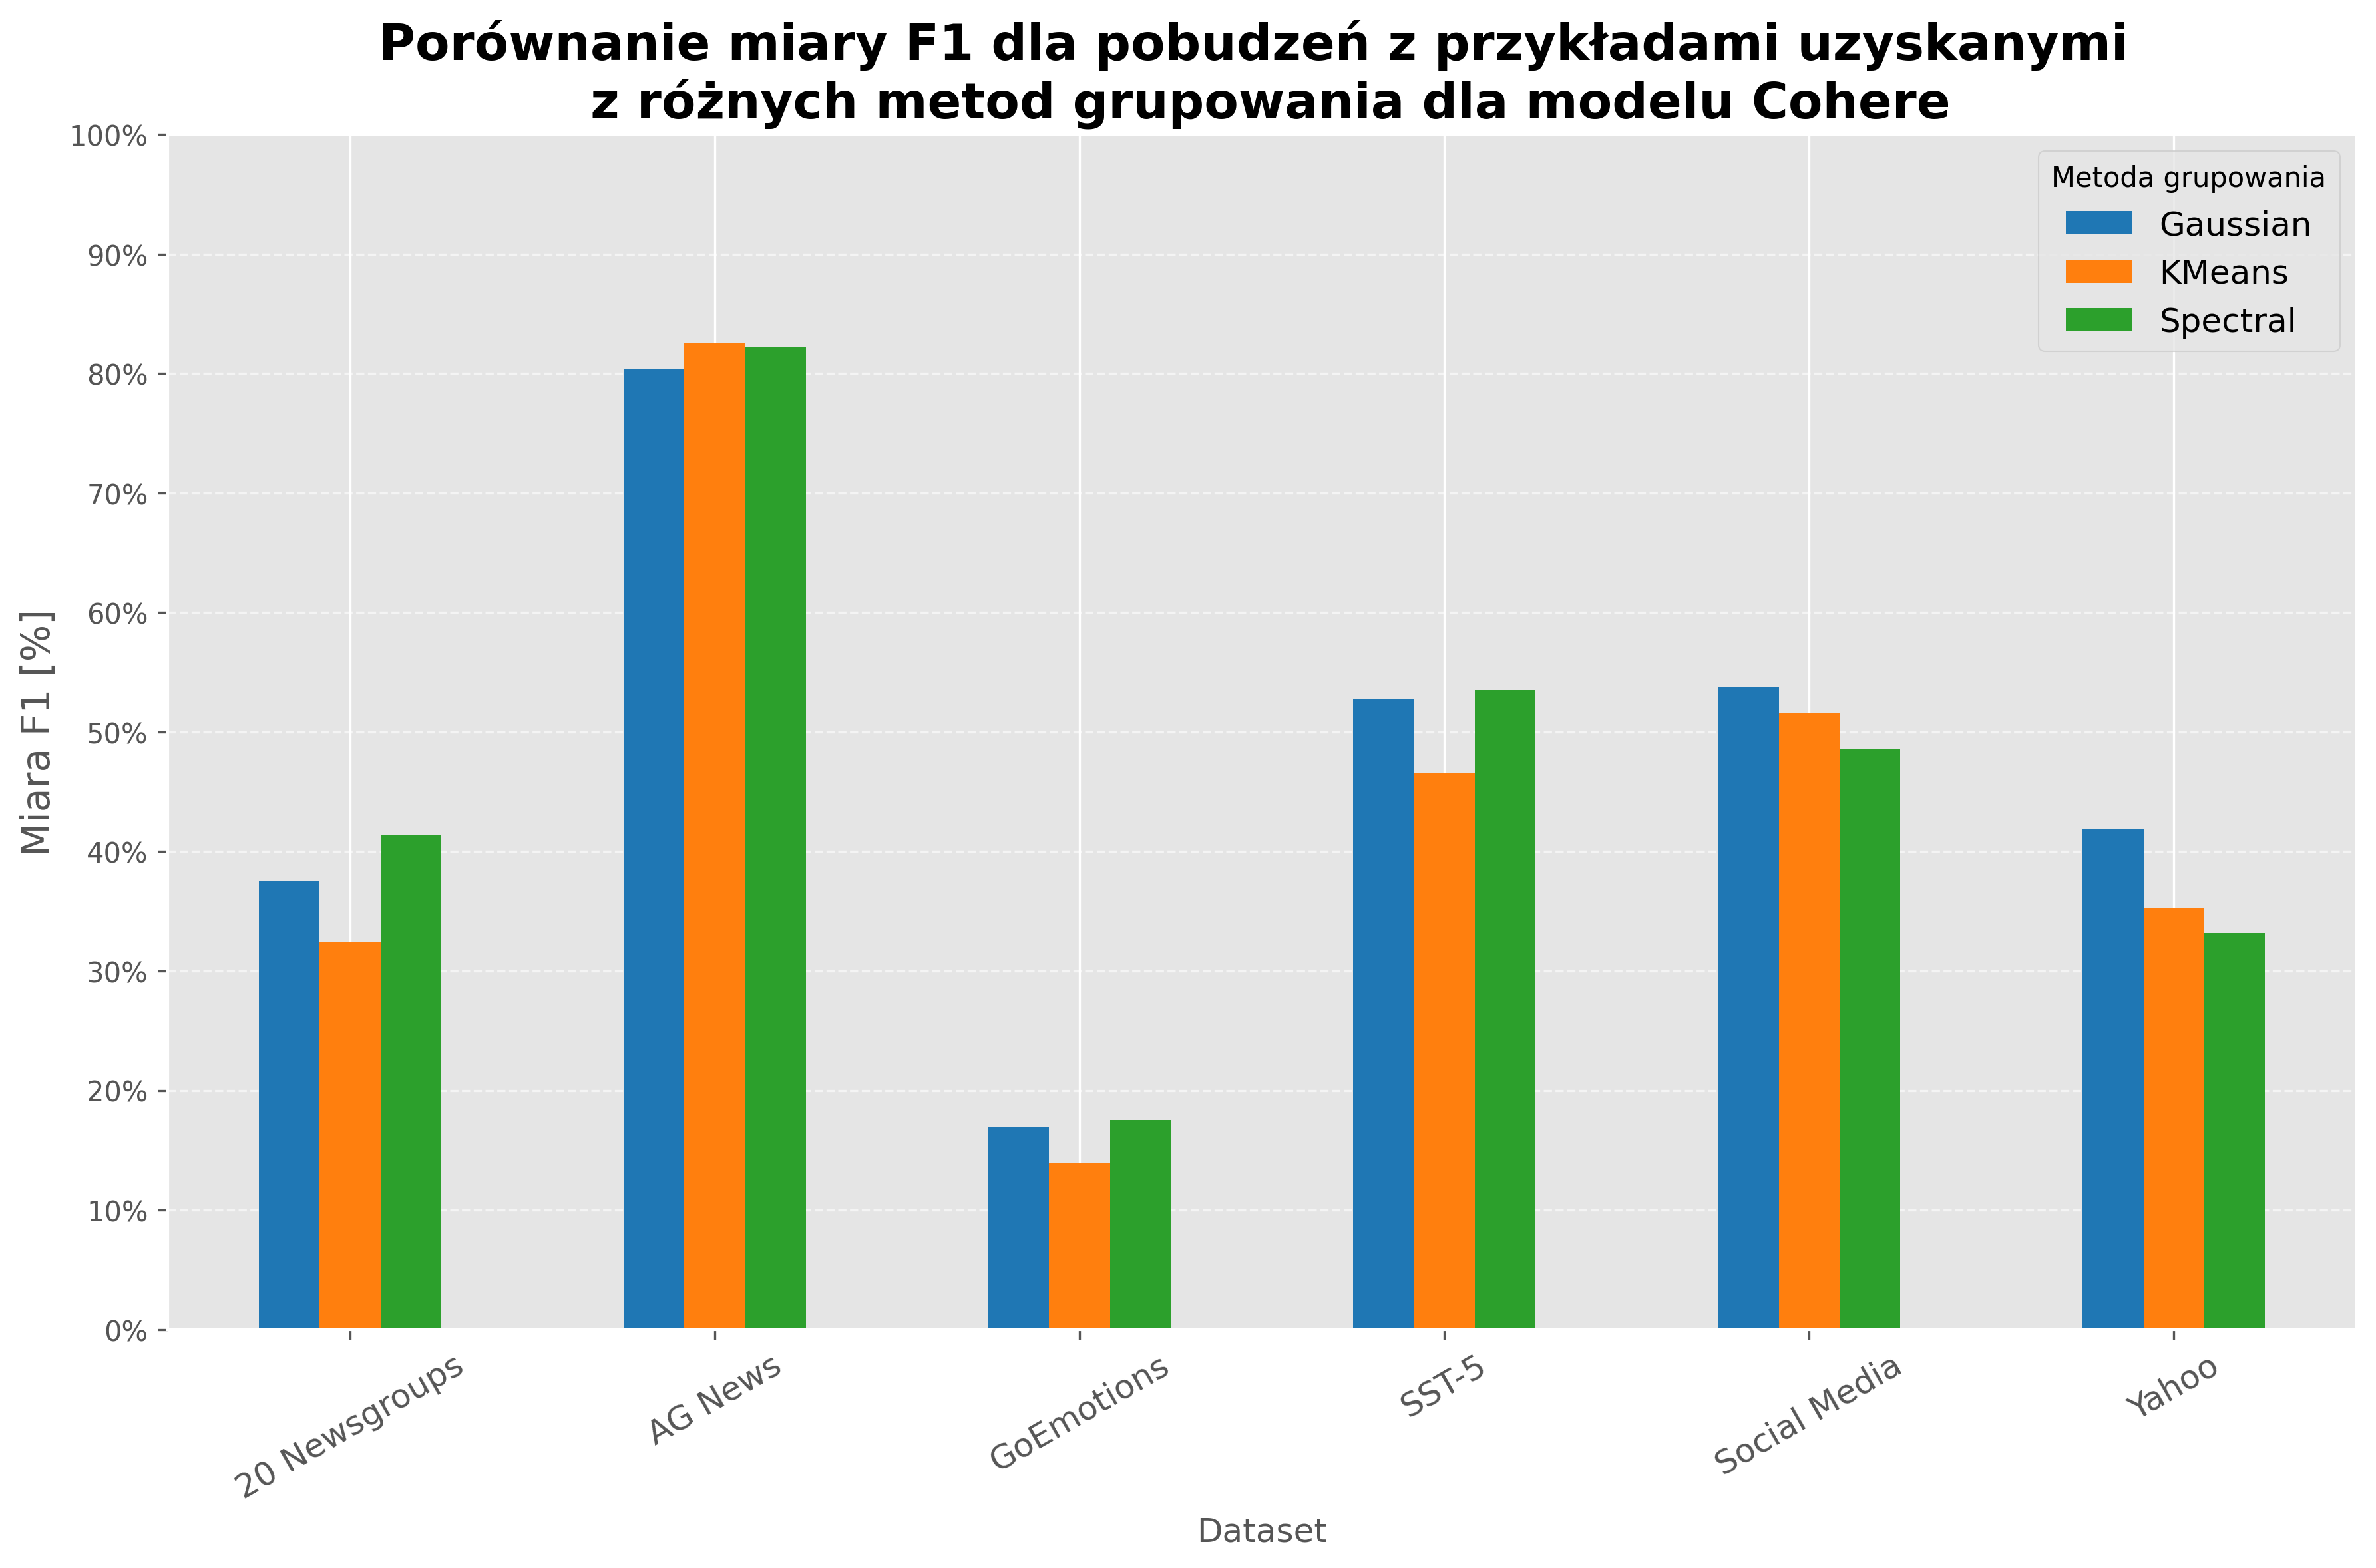 Porównanie miary F1 dla pobudzeń z przykładami uzyskanymi
z różnych metod grupowania dla modelu Cohere
Miara F1 [%]
100%
90%
80%
70%
60%
50%
40%
30%
20%
10%
0%
Metoda grupowania
Gaussian
KMeans
Spectral
20 Newsgroups
AG News
GoEmotions
SST-5
Social Media
Yahoo
Dataset